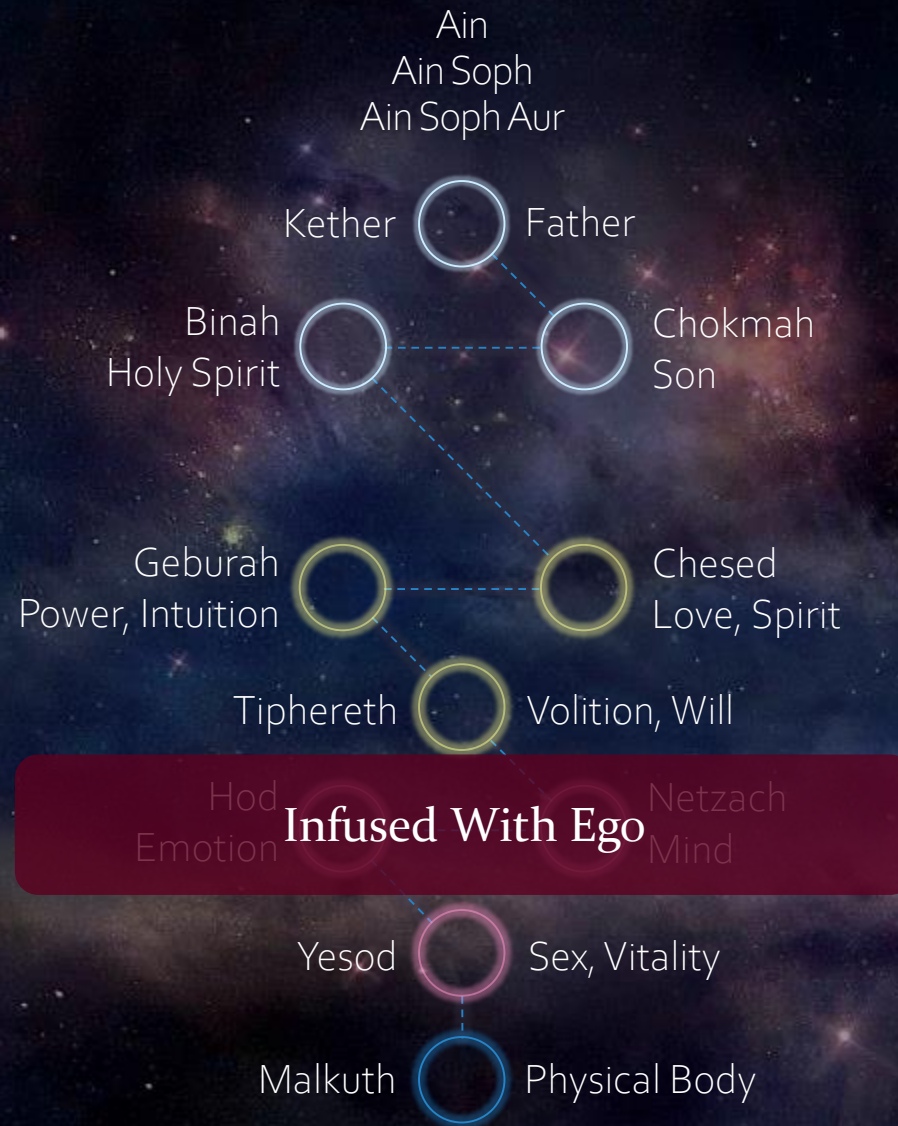 Ain
Ain Soph
Ain Soph Aur
Kether Father
Binah Chokmah
Holy Spirit Son
Geburah Chesed
Power, Intuition Love, Spirit
Tiphereth Volition, Will
Hod Netzach
Infused With Ego
Emotion Mind
Yesod Sex, Vitality
Malkuth Physical Body